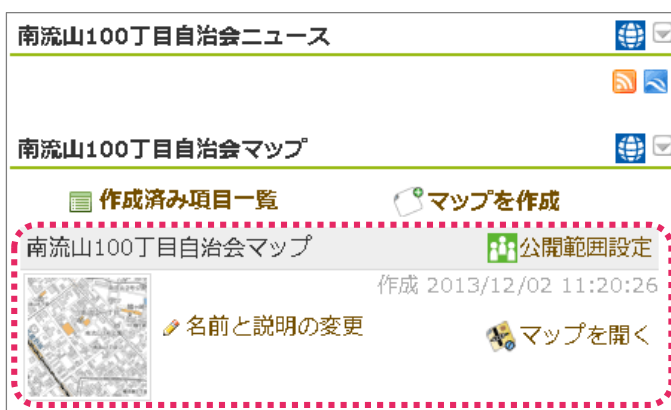 南流山100丁目自治会ニュース
南流山100丁目自治会マップ
作成済み項目一覧 マップを作成
南流山100丁目自治会マップ 公開範囲設定
作成 2013/12/02 11:20:26
名前と説明の変更 マップを開く